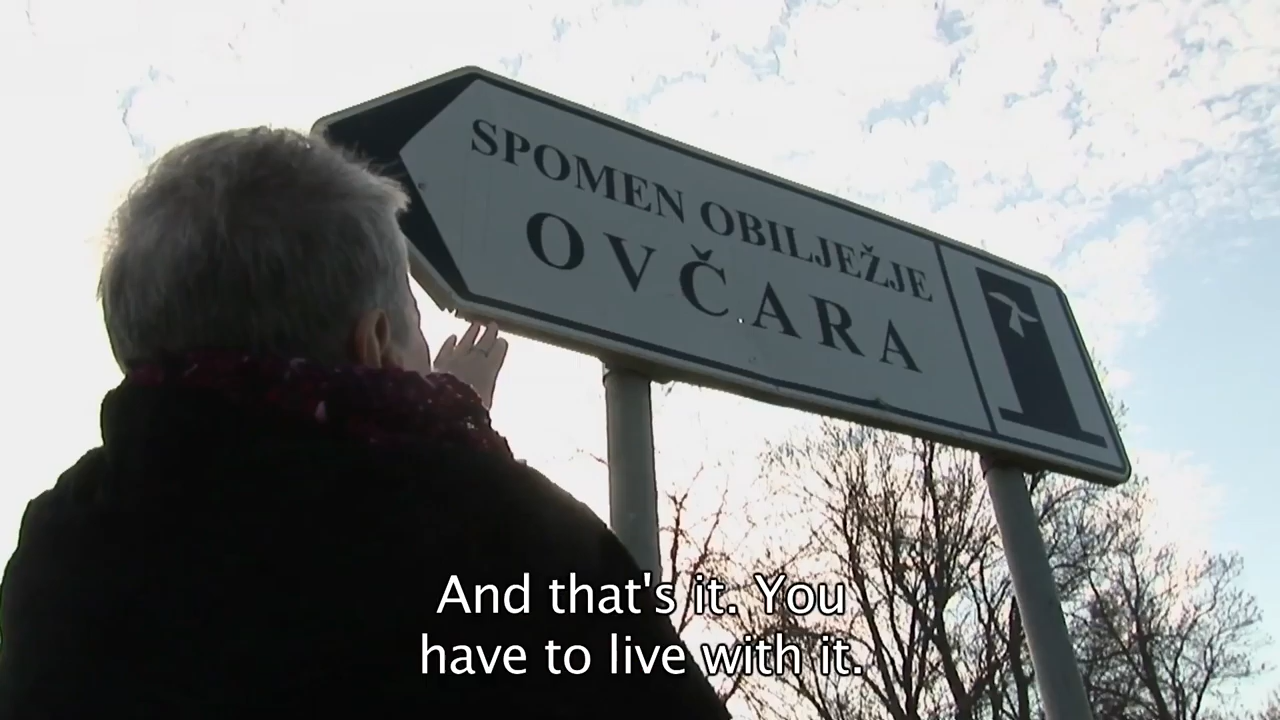 SPOMEN OBILJEŽJE
OVČARA
And that's it. You
have to live with it.